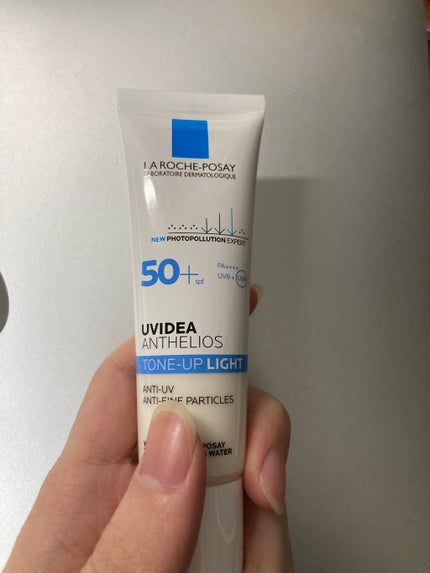 LA ROCHE-POSAY
LABORATOIRE DERMATOLOGIQUE
NEW PHOTOPOLLUTION EXPERT
50+ spf
PA++++
UVB + UVA
UVIDEA
ANTHELIOS
TONE-UP LIGHT
ANTI-UV
ANTI-FINE PARTICLES
POSAY
WATER